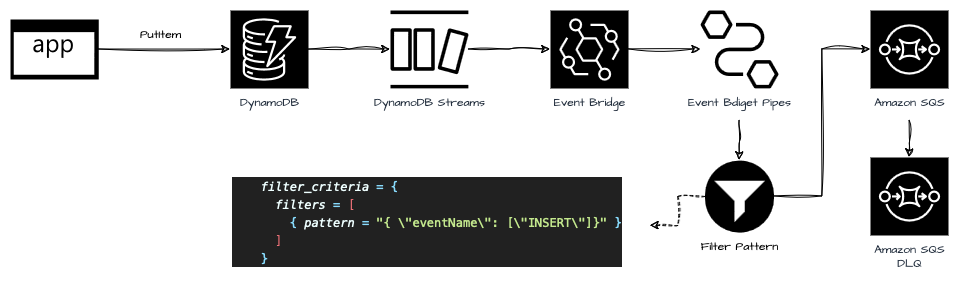 app
PutItem
DynamoDB
DynamoDB Streams
Event Bridge
Event Bdiget Pipes
Amazon SQS
filter_criteria = {
filters = [
{ pattern = "{ \"eventName\": [\"INSERT\"]}" }
]
}
Filter Pattern
Amazon SQS
DLQ